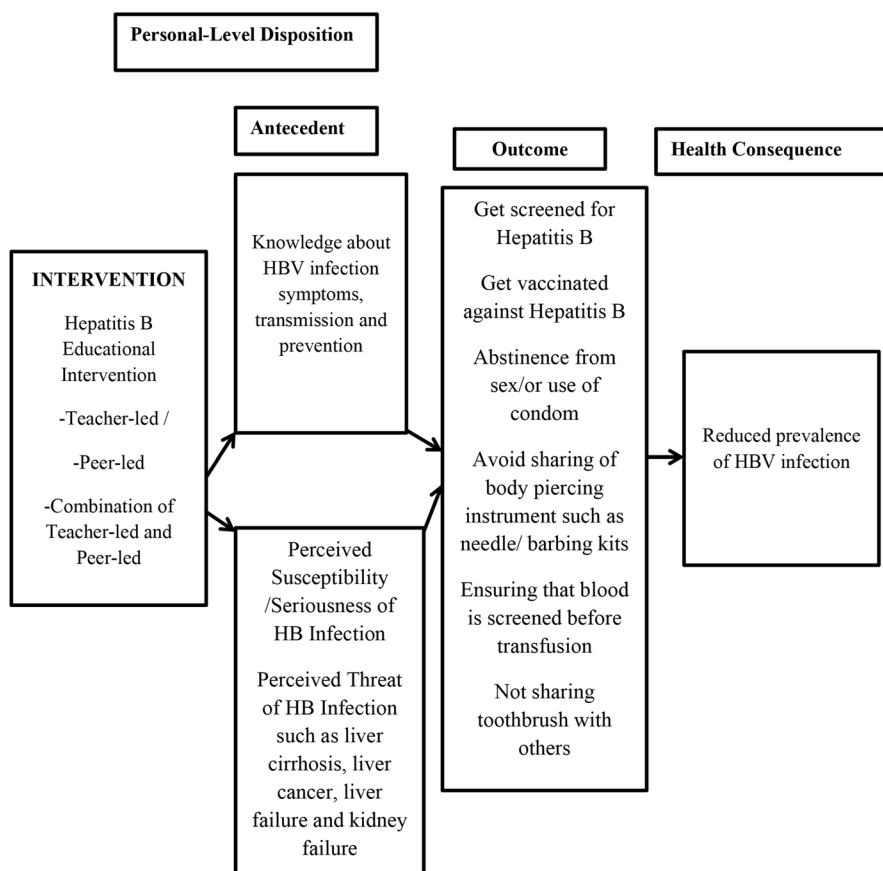 Personal-Level Disposition
Antecedent
Outcome
Health Consequence
INTERVENTION
Hepatitis B
Educational
Intervention
-Teacher-led /
-Peer-led
-Combination of
Teacher-led and
Peer-led
Knowledge about
HBV infection
symptoms,
transmission and
prevention
Perceived
Susceptibility
/Seriousness of
HB Infection
Perceived Threat
of HB Infection
such as liver
cirrhosis, liver
cancer, liver
failure and kidney
failure
Get screened for
Hepatitis B
Get vaccinated
against Hepatitis B
Abstinence from
sex/or use of
condom
Avoid sharing of
body piercing
instrument such as
needle/ barbing kits
Ensuring that blood
is screened before
transfusion
Not sharing
toothbrush with
others
Reduced prevalence
of HBV infection